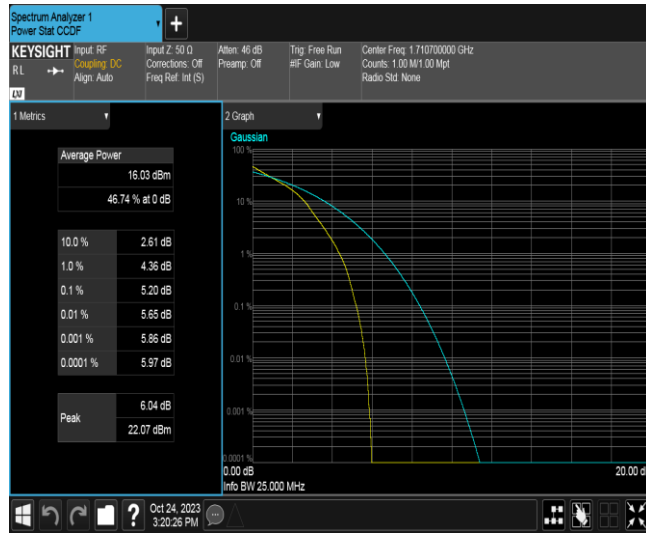 Spectrum Analyzer 1
Power Stat CCDF
KEYSIGHT Input: RF Input Z: 50 Ω Atten: 46 dB Trig: Free Run Center Freq: 1.710700000 GHz
R L Coupling: DC Corrections: Off Preamp: Off #IF Gain: Low Counts: 1.00 M/1.00 Mpt
Align: Auto Freq Ref: Int (S) Radio Std: None
LXI
1 Metrics
2 Graph
Average Power
16.03 dBm
46.74 % at 0 dB
10.0 % 2.61 dB
1.0 % 4.36 dB
0.1 % 5.20 dB
0.01 % 5.65 dB
0.001 % 5.86 dB
0.0001 % 5.97 dB
Peak
6.04 dB
22.07 dBm
Gaussian
100 %
10 %
1 %
0.1 %
0.01 %
0.001 %
0.0001 %
0.00 dB 20.00 d
Info BW 25.000 MHz
?
Oct 24, 2023
3:20:26 PM